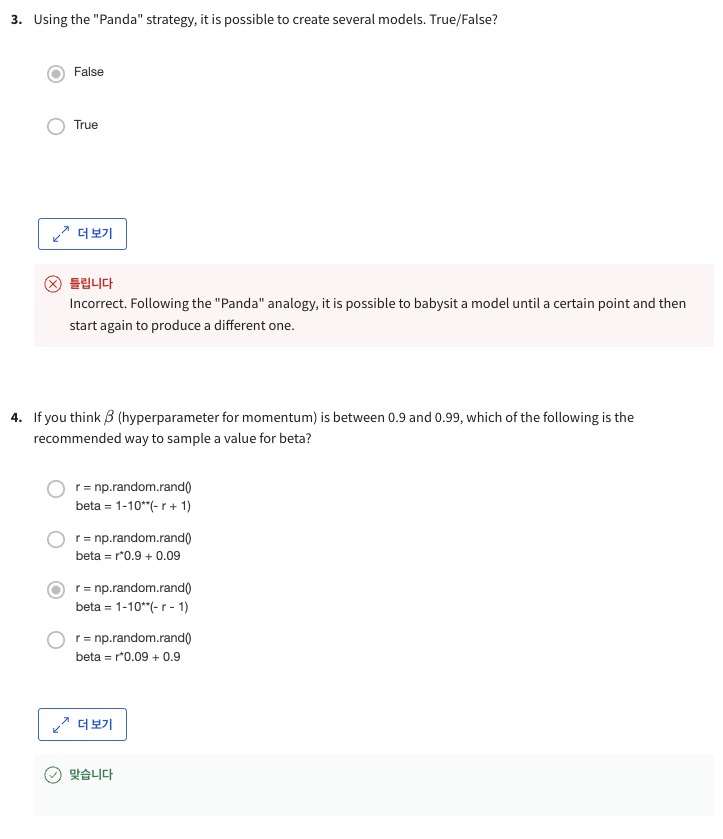 3. Using the "Panda" strategy, it is possible to create several models. True/False?
False
True
더 보기
틀립니다
Incorrect. Following the "Panda" analogy, it is possible to babysit a model until a certain point and then
start again to produce a different one.
4. If you think β (hyperparameter for momentum) is between 0.9 and 0.99, which of the following is the
recommended way to sample a value for beta?
r = np.random.rand()
beta = 1-10**(- r + 1)
r = np.random.rand()
beta = r*0.9 + 0.09
r = np.random.rand()
beta = 1-10**(- r - 1)
r = np.random.rand()
beta = r*0.09 + 0.9
더 보기
맞습니다